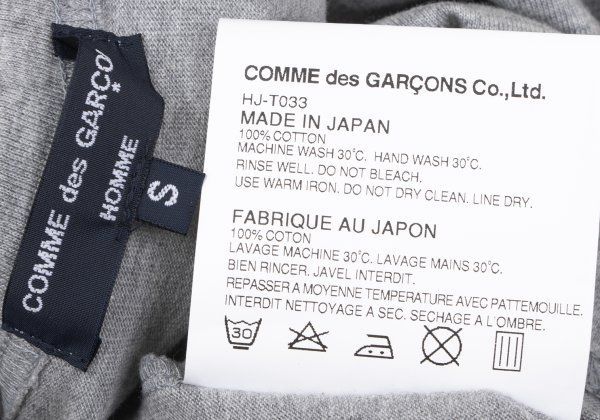 COMME des GARÇO
HOMME
S
COMME des GARÇONS Co.,Ltd.
HJ-T033
MADE IN JAPAN
100% COTTON
MACHINE WASH 30℃. HAND WASH 30℃.
RINSE WELL. DO NOT BLEACH.
USE WARM IRON. DO NOT DRY CLEAN. LINE DRY.
FABRIQUE AU JAPON
100% COTON
LAVAGE MACHINE 30℃. LAVAGE MAINS 30℃.
BIEN RINCER. JAVEL INTERDIT.
REPASSER A MOYENNE TEMPERATURE AVEC PATTEMOUILLE.
INTERDIT NETTOYAGE A SEC. SECHAGE A L'OMBRE.
30